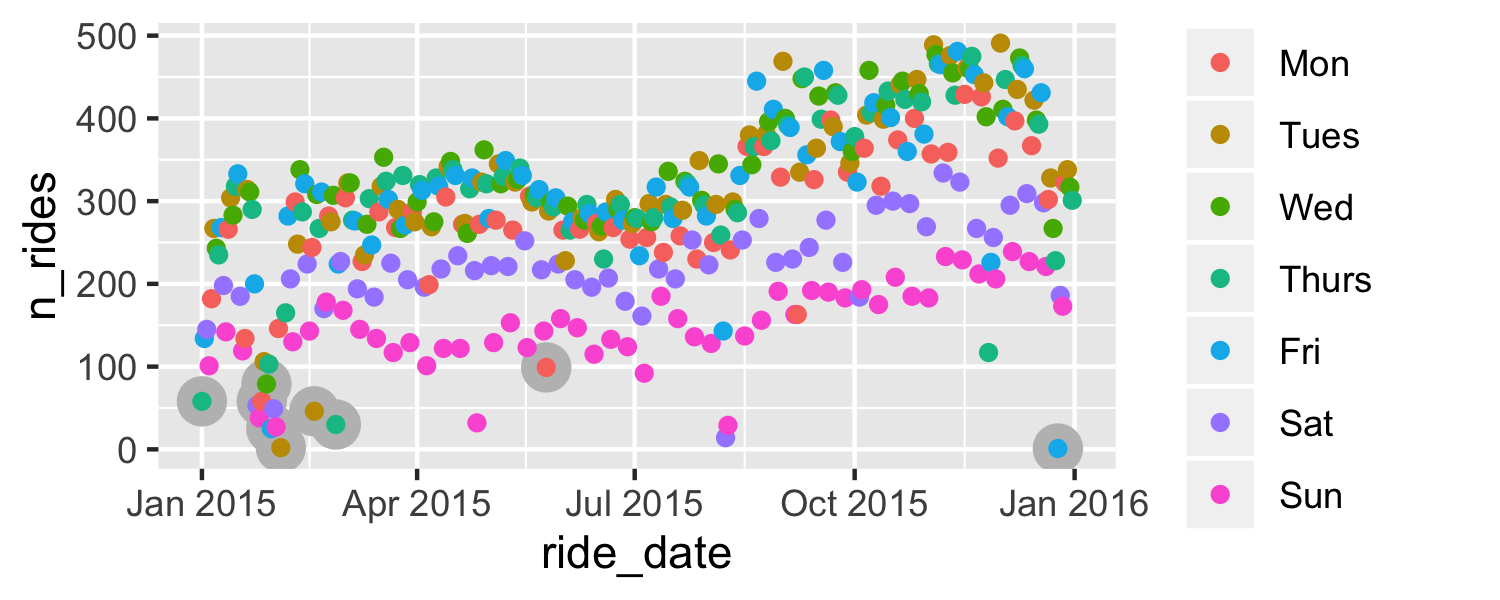 n_rides
500
400
300
200
100
0
Jan 2015 Apr 2015 Jul 2015 Oct 2015 Jan 2016
ride_date
Mon
Tues
Wed
Thurs
Fri
Sat
Sun